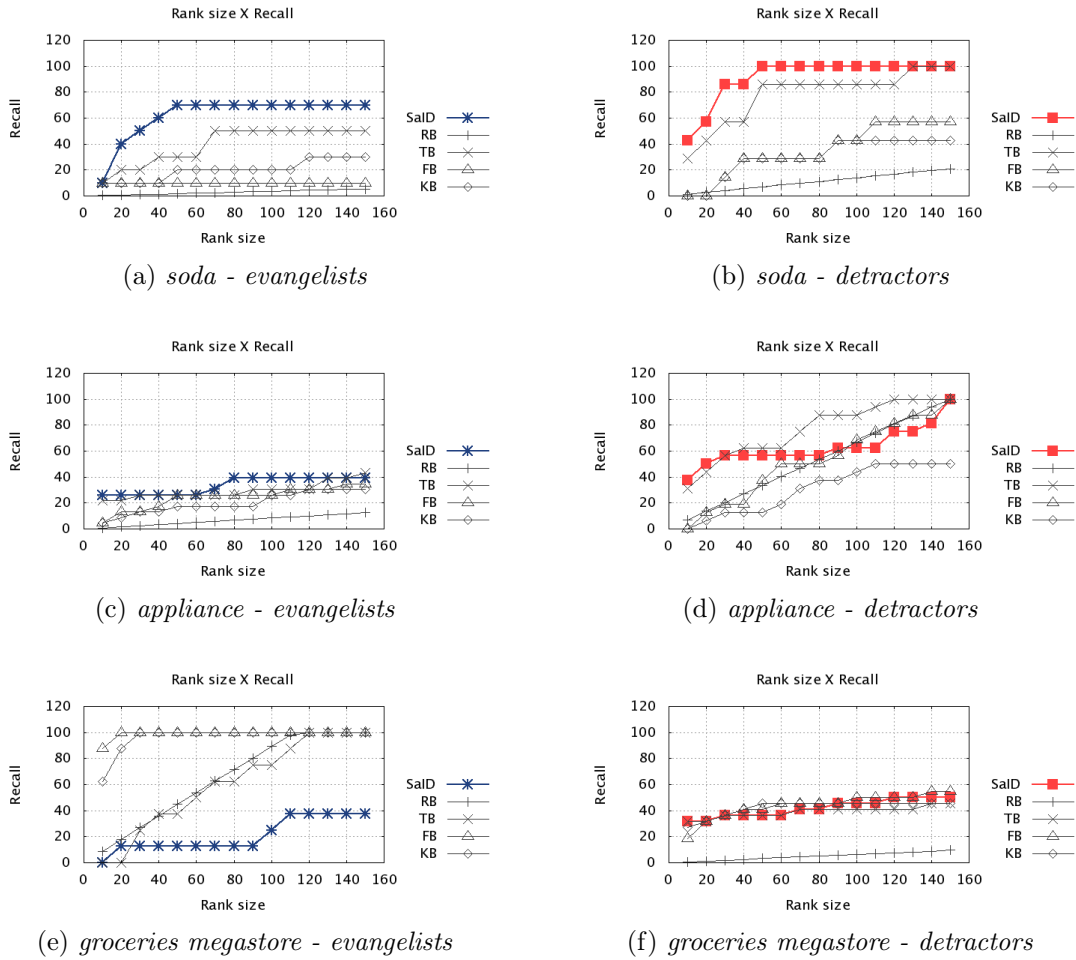 Rank size X Recall
Recall
120
100
80
60
40
20
0
0 20 40 60 80 100 120 140 160
Rank size
SaID
RB
TB
FB
KB
(a) soda - evangelists
Rank size X Recall
Recall
120
100
80
60
40
20
0
0 20 40 60 80 100 120 140 160
Rank size
SaID
RB
TB
FB
KB
(b) soda - detractors
Rank size X Recall
Recall
120
100
80
60
40
20
0
0 20 40 60 80 100 120 140 160
Rank size
SaID
RB
TB
FB
KB
(c) appliance - evangelists
Rank size X Recall
Recall
120
100
80
60
40
20
0
0 20 40 60 80 100 120 140 160
Rank size
SaID
RB
TB
FB
KB
(d) appliance - detractors
Rank size X Recall
Recall
120
100
80
60
40
20
0
0 20 40 60 80 100 120 140 160
Rank size
SaID
RB
TB
FB
KB
(e) groceries megastore - evangelists
Rank size X Recall
Recall
120
100
80
60
40
20
0
0 20 40 60 80 100 120 140 160
Rank size
SaID
RB
TB
FB
KB
(f) groceries megastore - detractors